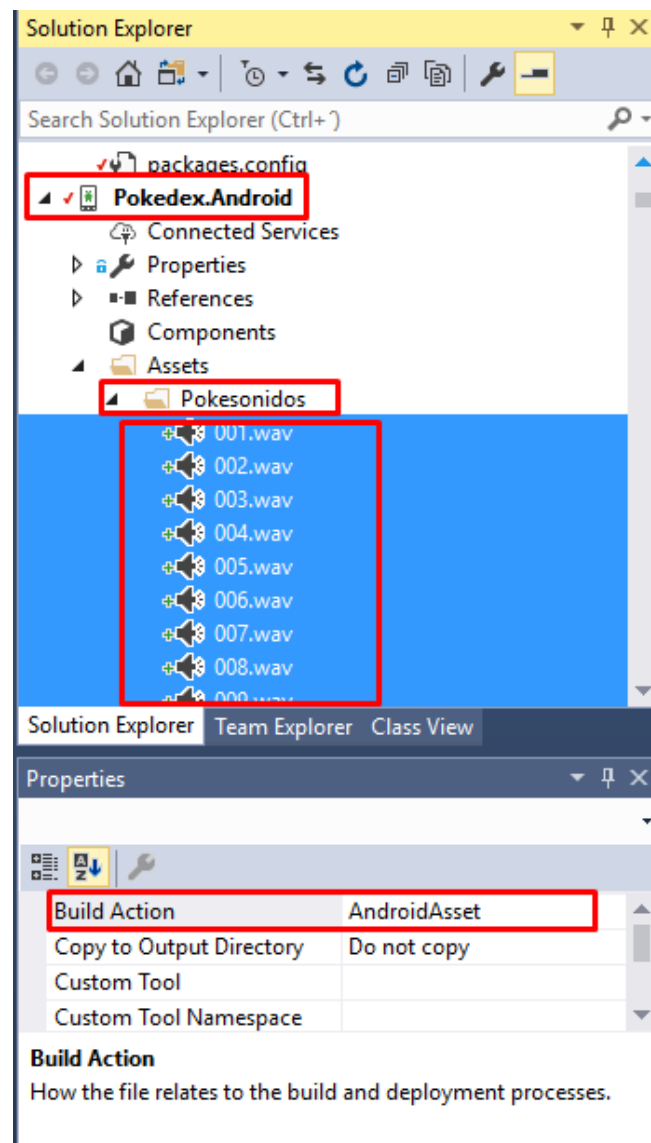 Solution Explorer
Search Solution Explorer (Ctrl+´)
packages.config
Pokedex.Android
Connected Services
Properties
References
Components
Assets
Pokesonidos
001.wav
002.wav
003.wav
004.wav
005.wav
006.wav
007.wav
008.wav
009.wav
Solution Explorer Team Explorer Class View
Properties
Build Action AndroidAsset
Copy to Output Directory Do not copy
Custom Tool
Custom Tool Namespace
Build Action
How the file relates to the build and deployment processes.